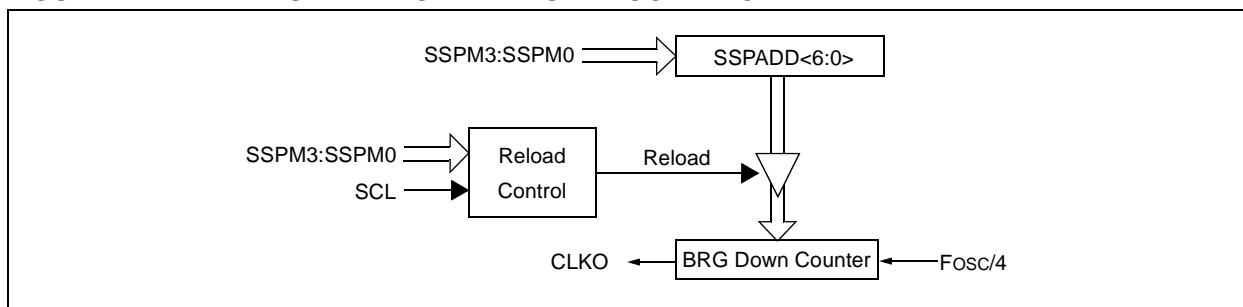 SSPM3:SSPM0
SSPADD<6:0>
SSPM3:SSPM0
SCL
Reload
Control
Reload
CLKO
BRG Down Counter
FOSC/4